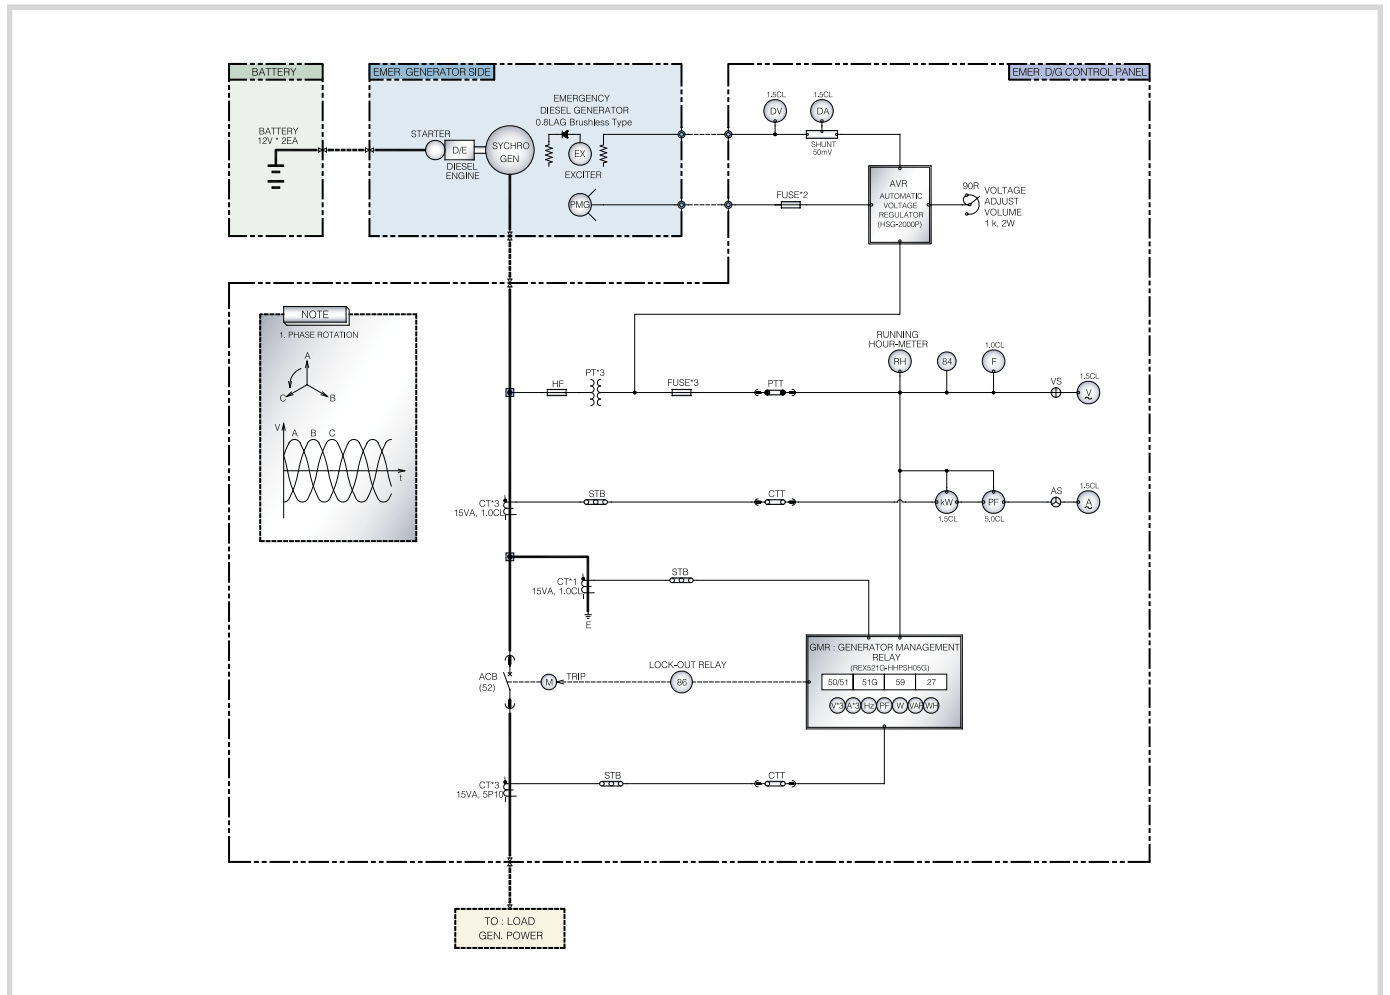 BATTERY
BATTERY
12V * 2EA
EMER. GENERATOR SIDE
EMERGENCY
DIESEL GENERATOR
0.8LAG Brushless Type
STARTER
D/E
DIESEL
ENGINE
SYCHRO
GEN
EX
EXCITER
PMG
EMER. D/G CONTROL PANEL
1.5CL
DV
1.5CL
DA
SHUNT
50mV
FUSE*2
AVR
AUTOMATIC
VOLTAGE
REGULATOR
(HSG-2000P)
90R
VOLTAGE
ADJUST
VOLUME
1 k, 2W
NOTE
1. PHASE ROTATION
A
C
B
V
A B C
t
HF
PT*3
FUSE*3
PTT
RUNNING
HOUR-METER
RH
84
1.0CL
F
VS
1.5CL
V
CT*3
15VA, 1.0CL
STB
CTT
kW
1.5CL
PF
5.0CL
AS
1.5CL
A
CT*1
15VA, 1.0CL
STB
E
ACB
(52)
M
TRIP
LOCK-OUT RELAY
86
GMR : GENERATOR MANAGEMENT
RELAY
(REX521G-HHPSH05G)
50/51 51G 59 27
V*3 A*3 Hz PF W VAR WH
CT*3
15VA, 5P10
STB
CTT
TO : LOAD
GEN. POWER